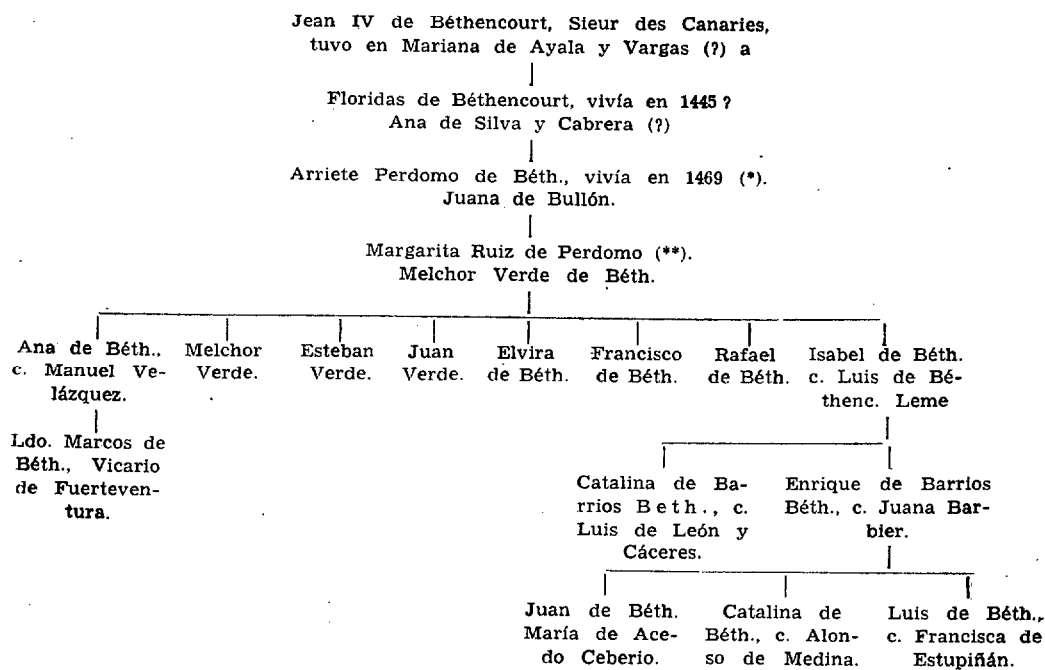 Jean IV de Béthencourt, Sieur des Canaries,
tuvo en Mariana de Ayala y Vargas (?) a
Floridas de Béthencourt, vivía en 1445 ?
Ana de Silva y Cabrera (?)
Arriete Perdomo de Béth., vivía en 1469 (*).
Juana de Bullón.
Margarita Ruiz de Perdomo (**).
Melchor Verde de Béth.
Ana de Béth.,
c. Manuel Ve-
lázquez.
Melchor
Verde.
Esteban
Verde.
Juan
Verde.
Elvira
de Béth.
Francisco
de Béth.
Rafael
de Béth.
Isabel de Béth.
c. Luis de Bé-
thenc. Leme
Ldo. Marcos de
Béth., Vicario
de Fuerteven-
tura.
Catalina de Ba-
rrios Beth., c.
Luis de León y
Cáceres.
Enrique de Barrios
Béth., c. Juana Bar-
bier.
Juan de Béth.
María de Ace-
do Ceberio.
Catalina de
Béth., c. Alon-
so de Medina.
Luis de Béth.,
c. Francisca de
Estupiñán.